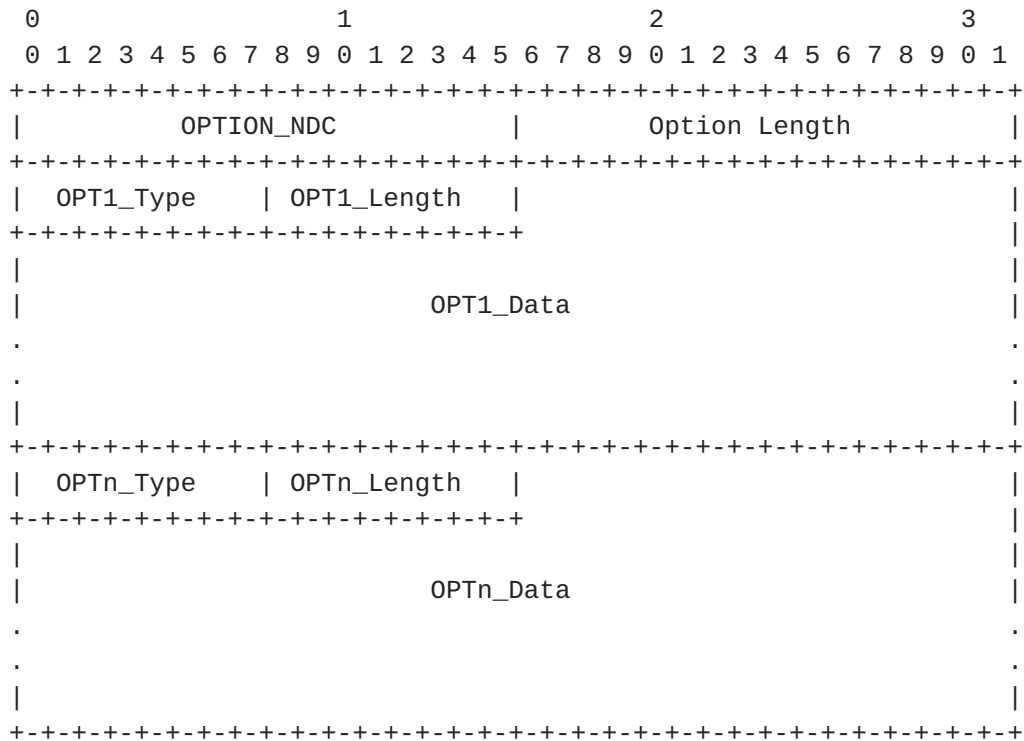 0                   1                   2                   3
 0 1 2 3 4 5 6 7 8 9 0 1 2 3 4 5 6 7 8 9 0 1 2 3 4 5 6 7 8 9 0 1
+-+-+-+-+-+-+-+-+-+-+-+-+-+-+-+-+-+-+-+-+-+-+-+-+-+-+-+-+-+-+-+-+
|          OPTION_NDC           |        Option Length          |
+-+-+-+-+-+-+-+-+-+-+-+-+-+-+-+-+-+-+-+-+-+-+-+-+-+-+-+-+-+-+-+-+
|  OPT1_Type    | OPT1_Length   |                               |
+-+-+-+-+-+-+-+-+-+-+-+-+-+-+-+-+                               |
|                                                               |
|                          OPT1_Data                            |
.                                                               .
.                                                               .
|                                                               |
+-+-+-+-+-+-+-+-+-+-+-+-+-+-+-+-+-+-+-+-+-+-+-+-+-+-+-+-+-+-+-+-+
|  OPTn_Type    | OPTn_Length   |                               |
+-+-+-+-+-+-+-+-+-+-+-+-+-+-+-+-+                               |
|                                                               |
|                          OPTn_Data                            |
.                                                               .
.                                                               .
|                                                               |
+-+-+-+-+-+-+-+-+-+-+-+-+-+-+-+-+-+-+-+-+-+-+-+-+-+-+-+-+-+-+-+-+